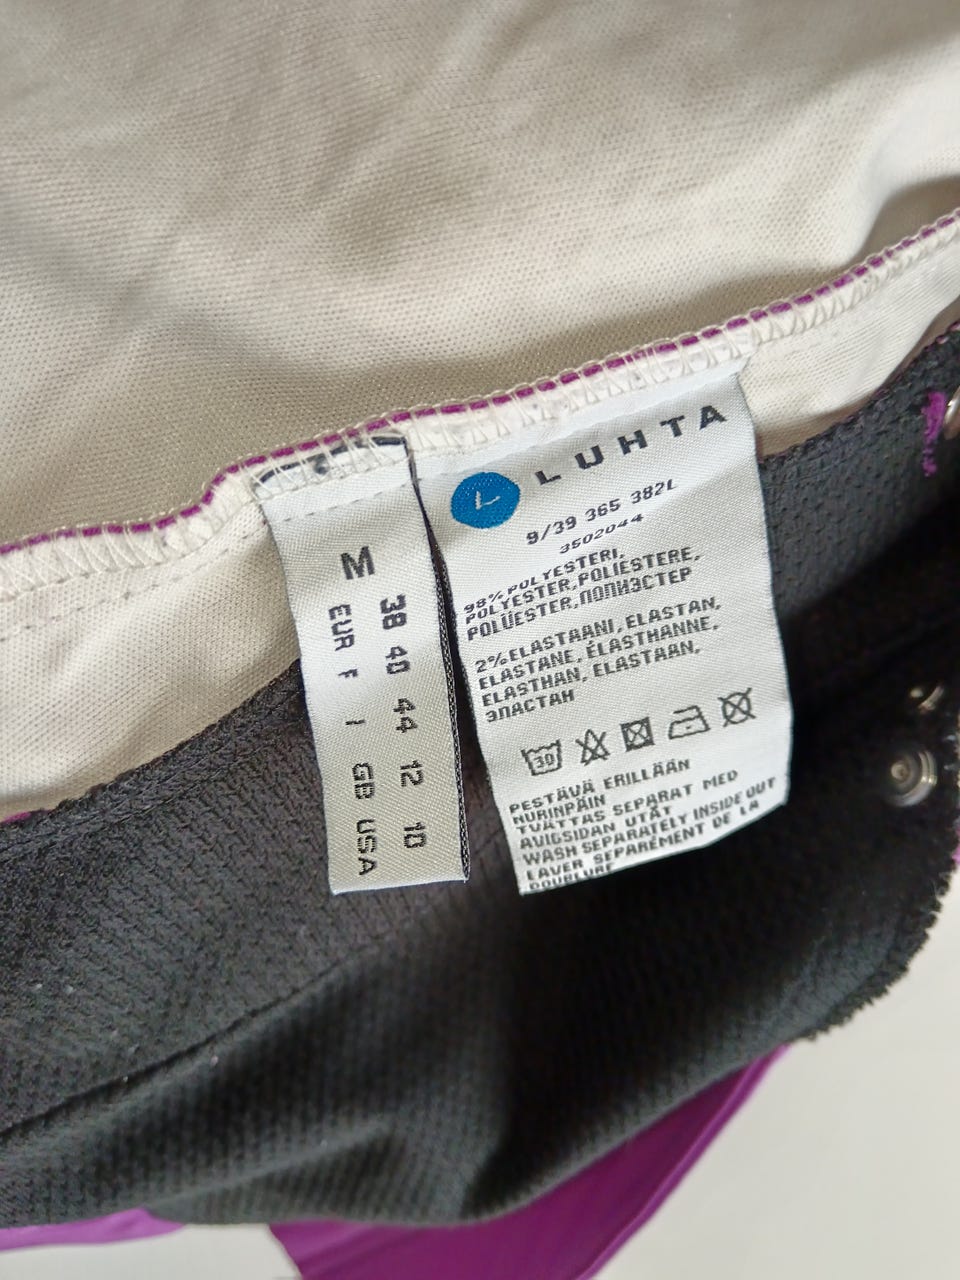 M
38 40 44 12 10
EUR F I GB USA
L LUHTA
9/39 365 382L
3502044
98% POLYESTERI,
POLYESTER, POLIESTERE,
POLÜESTER, ПОЛИЭСТЕР
2% ELASTAANI, ELASTAN,
ELASTANE, ÉLASTHANNE,
ELASTHAN, ELASTAAN,
ЭЛАСТАН
30
PESTÄVÄ ERILLÄÄN
NURINPÄIN
TVÄTTAS SEPARAT MED
AVIGSIDAN UTÅT
WASH SEPARATELY INSIDE OUT
LAVER SEPARÉMENT DE LA
DOUBLURE